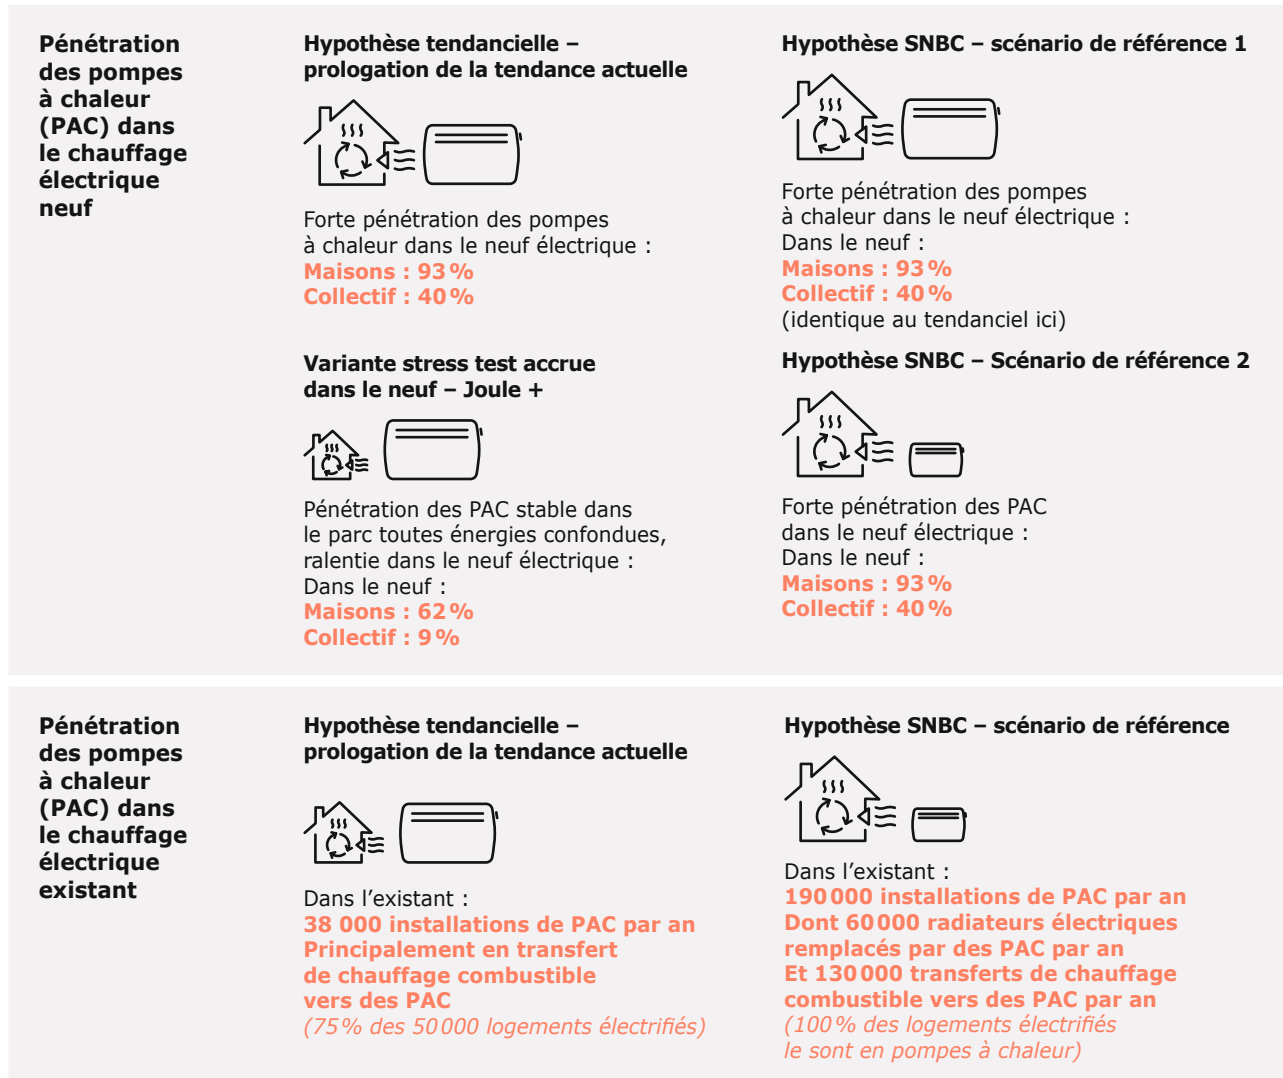 Pénétration
des pompes
à chaleur
(PAC) dans
le chauffage
électrique
neuf
Hypothèse tendancielle –
prologation de la tendance actuelle
Forte pénétration des pompes
à chaleur dans le neuf électrique :
Maisons : 93 %
Collectif : 40 %
Hypothèse SNBC – scénario de référence 1
Forte pénétration des pompes
à chaleur dans le neuf électrique :
Dans le neuf :
Maisons : 93 %
Collectif : 40 %
(identique au tendanciel ici)
Variante stress test accrue
dans le neuf – Joule +
Pénétration des PAC stable dans
le parc toutes énergies confondues,
ralentie dans le neuf électrique :
Dans le neuf :
Maisons : 62 %
Collectif : 9 %
Hypothèse SNBC – Scénario de référence 2
Forte pénétration des PAC
dans le neuf électrique :
Dans le neuf :
Maisons : 93 %
Collectif : 40 %
Pénétration
des pompes
à chaleur
(PAC) dans
le chauffage
électrique
existant
Hypothèse tendancielle –
prologation de la tendance actuelle
Dans l’existant :
38 000 installations de PAC par an
Principalement en transfert
de chauffage combustible
vers des PAC
(75 % des 50 000 logements électrifiés)
Hypothèse SNBC – scénario de référence
Dans l’existant :
190 000 installations de PAC par an
Dont 60 000 radiateurs électriques
remplacés par des PAC par an
Et 130 000 transferts de chauffage
combustible vers des PAC par an
(100 % des logements électrifiés
le sont en pompes à chaleur)